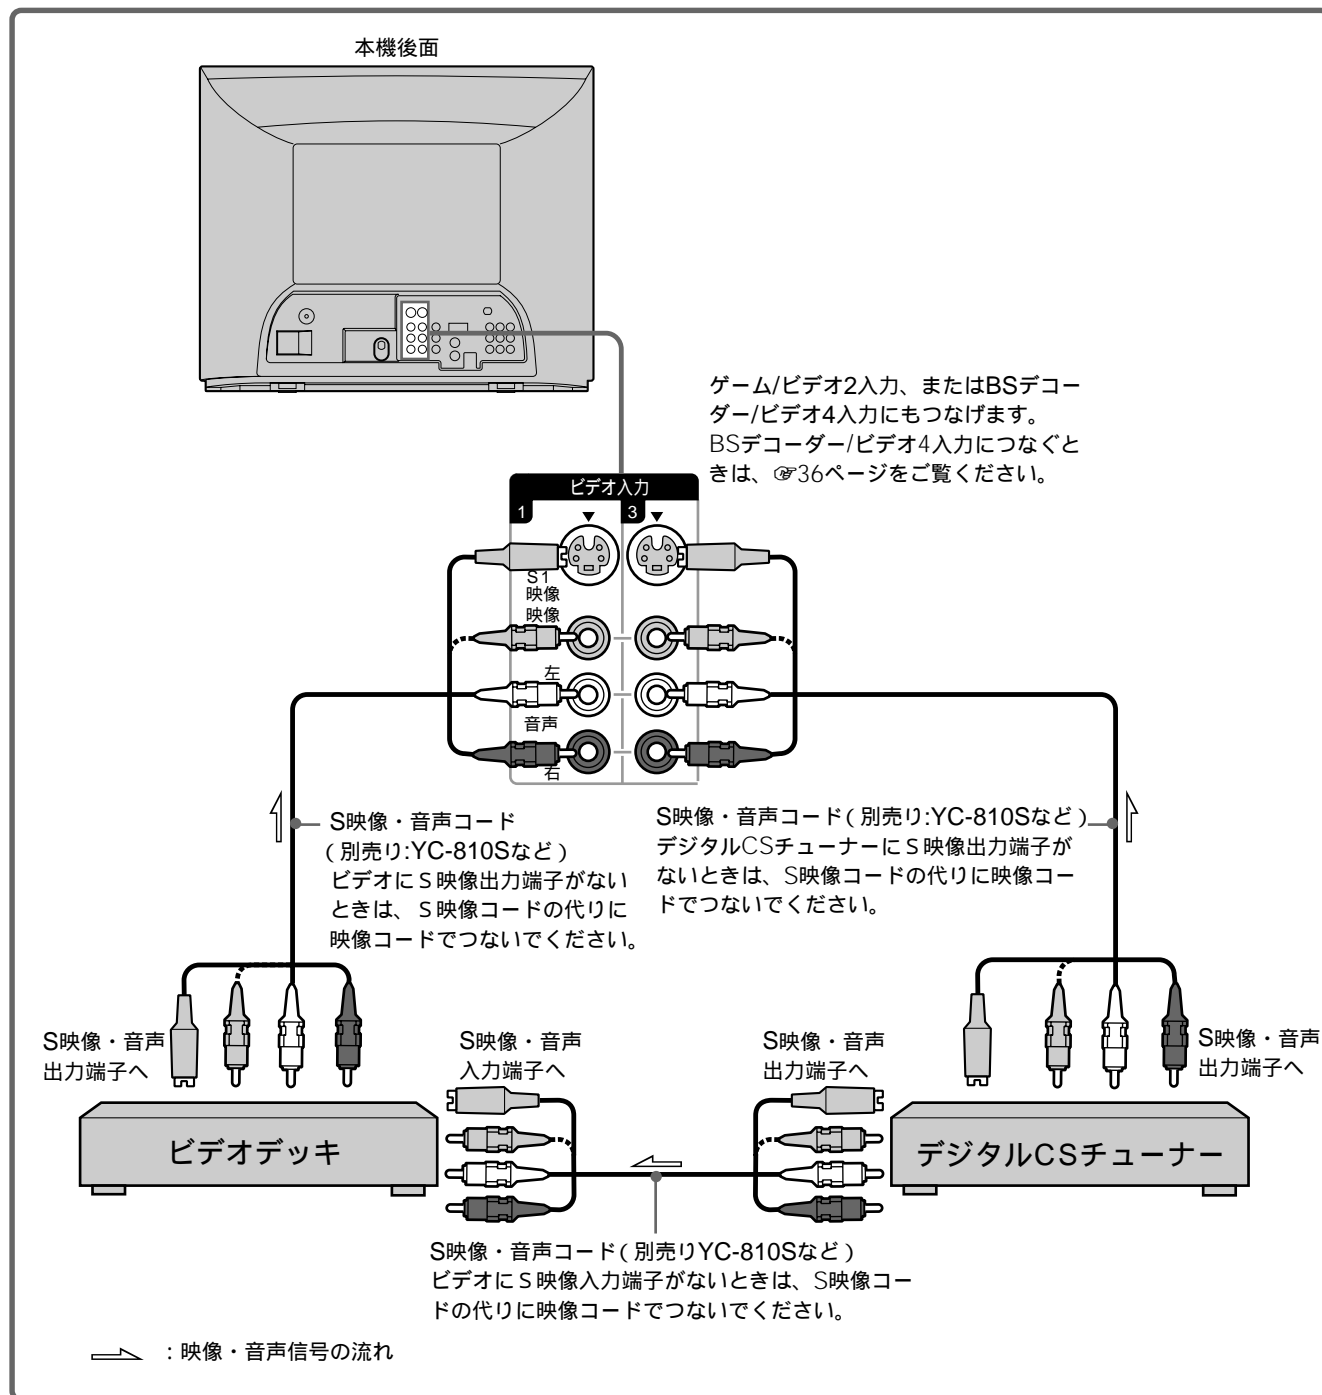 本機後面
ゲーム/ビデオ2入力、またはBSデコー
ダー/ビデオ4入力にもつなげます。
BSデコーダー/ビデオ4入力につなぐと
きは、☞36ページをご覧ください。
ビデオ入力
1
3
S1
映像
映像
左
音声
右
S映像・音声コード
(別売り:YC-810Sなど)
ビデオにS映像出力端子がない
ときは、S映像コードの代りに
映像コードでつないでください。
S映像・音声コード(別売り:YC-810Sなど)
デジタルCSチューナーにS映像出力端子が
ないときは、S映像コードの代りに映像コー
ドでつないでください。
S映像・音声
出力端子へ
S映像・音声
入力端子へ
S映像・音声
出力端子へ
S映像・音声
出力端子へ
ビデオデッキ
デジタルCSチューナー
S映像・音声コード(別売りYC-810Sなど)
ビデオにS映像入力端子がないときは、S映像コー
ドの代りに映像コードでつないでください。
:映像・音声信号の流れ